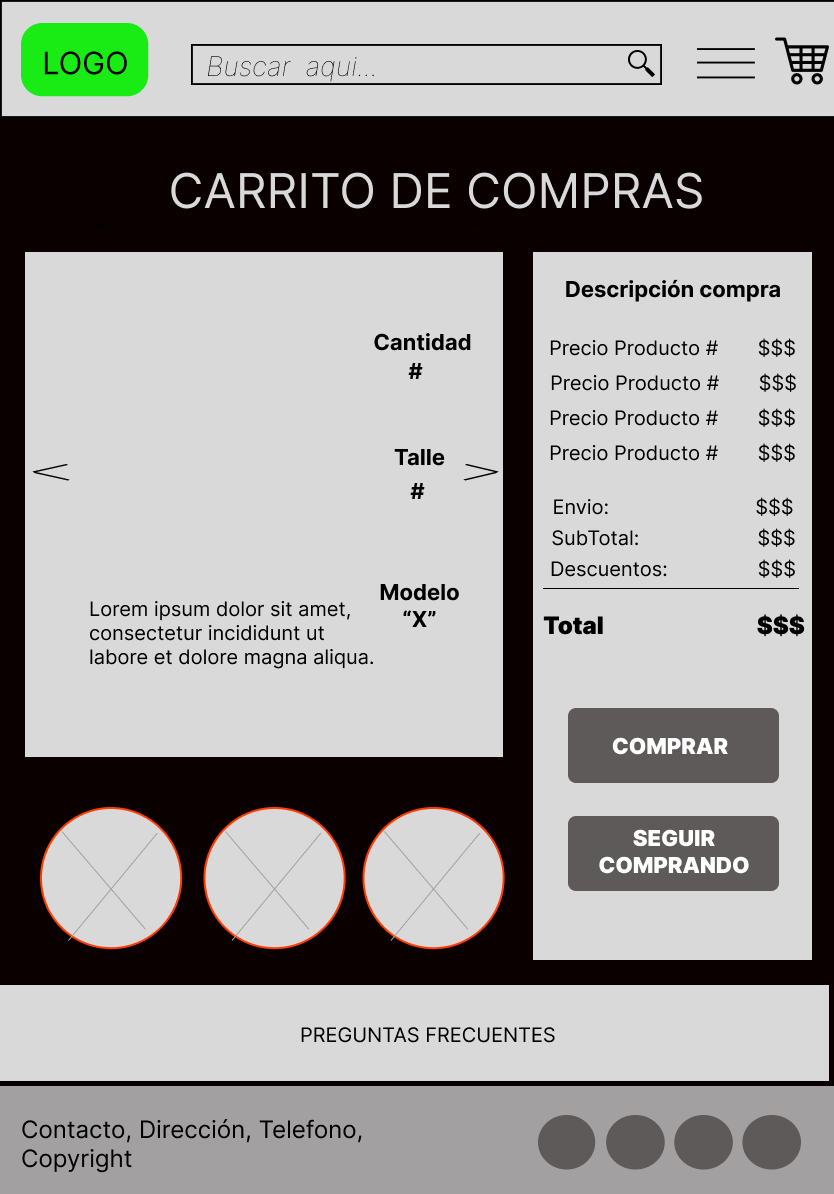 LOGO
Buscar aqui...
CARRITO DE COMPRAS
Cantidad
#
Talle
#
Modelo
“X”
Lorem ipsum dolor sit amet,
consectetur incididunt ut
labore et dolore magna aliqua.
Descripción compra
Precio Producto # $$$
Precio Producto # $$$
Precio Producto # $$$
Precio Producto # $$$
Envio: $$$
SubTotal: $$$
Descuentos: $$$
Total $$$
COMPRAR
SEGUIR
COMPRANDO
PREGUNTAS FRECUENTES
Contacto, Dirección, Telefono,
Copyright